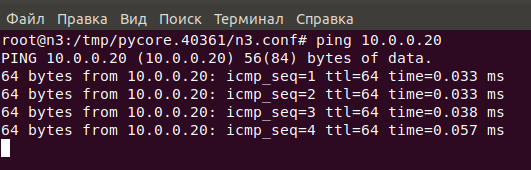 Файл Правка Вид Поиск Терминал Справка
root@n3:/tmp/pycore.40361/n3.conf# ping 10.0.0.20
PING 10.0.0.20 (10.0.0.20) 56(84) bytes of data.
64 bytes from 10.0.0.20: icmp_seq=1 ttl=64 time=0.033 ms
64 bytes from 10.0.0.20: icmp_seq=2 ttl=64 time=0.033 ms
64 bytes from 10.0.0.20: icmp_seq=3 ttl=64 time=0.038 ms
64 bytes from 10.0.0.20: icmp_seq=4 ttl=64 time=0.057 ms